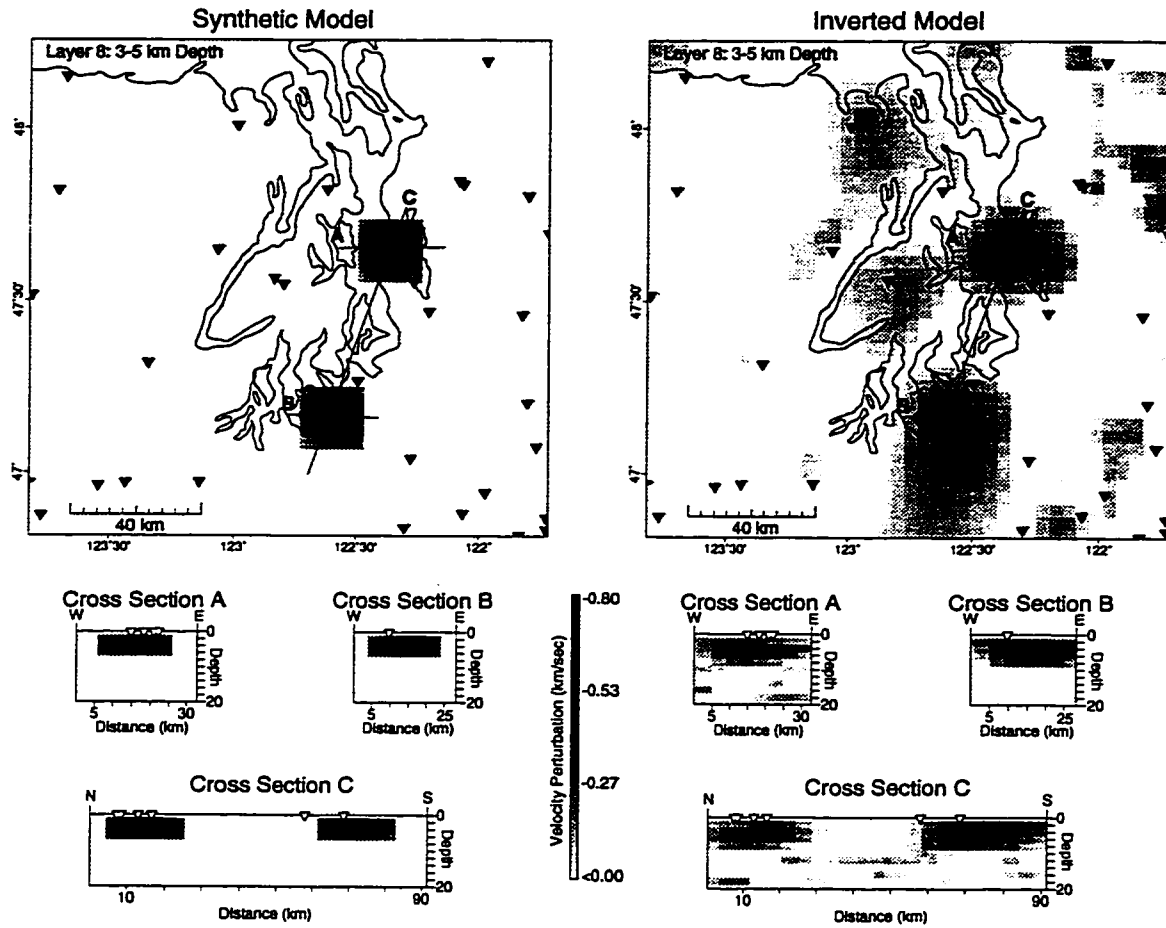 Synthetic Model
Layer 8: 3-5 km Depth
C
A
B
48°
47°30'
47°
40 km
123°30'
123°
122°30'
122°
Inverted Model
Layer 8: 3-5 km Depth
C
A
B
48°
47°30'
47°
40 km
123°30'
123°
122°30'
122°
Cross Section A
W
E
0
Depth
20
5
30
Distance (km)
Cross Section B
W
E
0
Depth
20
5
25
Distance (km)
Cross Section C
N
S
0
Depth
20
10
90
Distance (km)
Velocity Perturbation (km/sec)
-0.80
-0.53
-0.27
<0.00
Cross Section A
W
E
0
Depth
20
5
30
Distance (km)
Cross Section B
W
E
0
Depth
20
5
25
Distance (km)
Cross Section C
N
S
0
Depth
20
10
90
Distance (km)